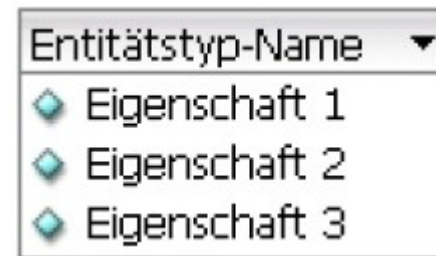 Entitätstyp-Name
Eigenschaft 1
Eigenschaft 2
Eigenschaft 3